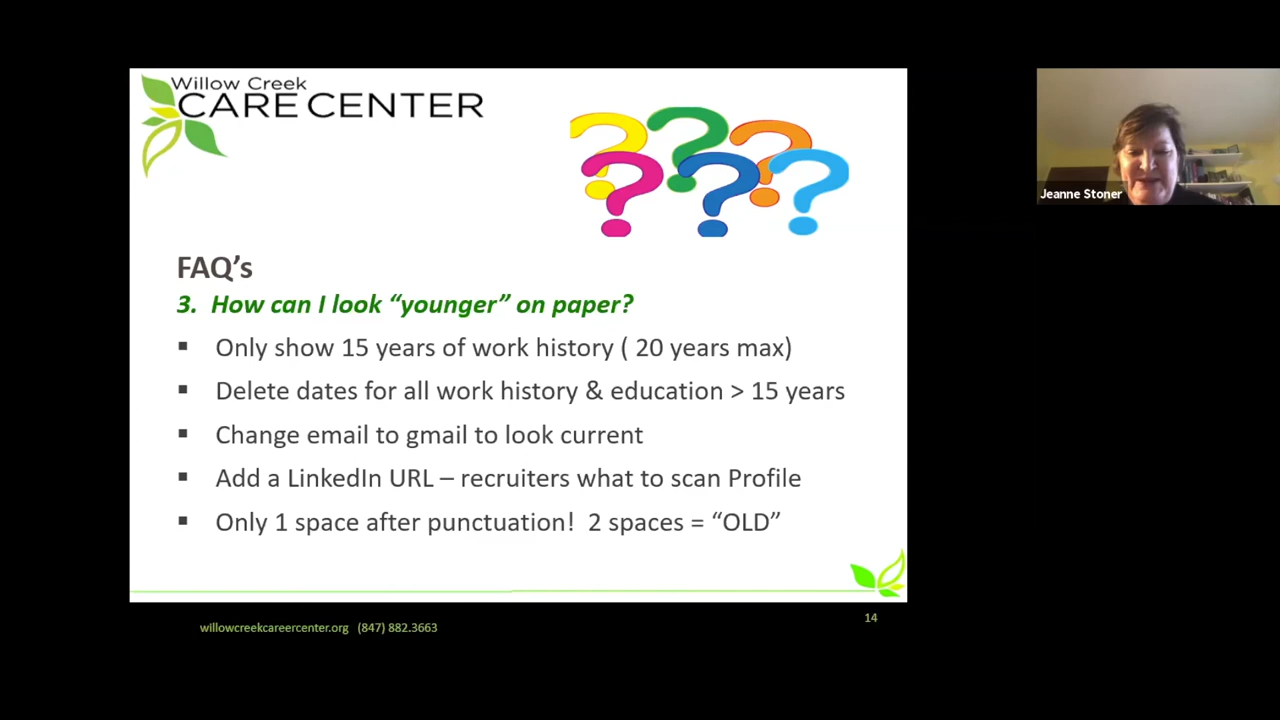 Willow Creek
CARE CENTER
? ? ? ? ? ?
Jeanne Stoner
FAQ’s
3. How can I look “younger” on paper?
▪ Only show 15 years of work history ( 20 years max)
▪ Delete dates for all work history & education > 15 years
▪ Change email to gmail to look current
▪ Add a LinkedIn URL – recruiters what to scan Profile
▪ Only 1 space after punctuation!  2 spaces = “OLD”
14
willowcreekcareercenter.org (847) 882.3663